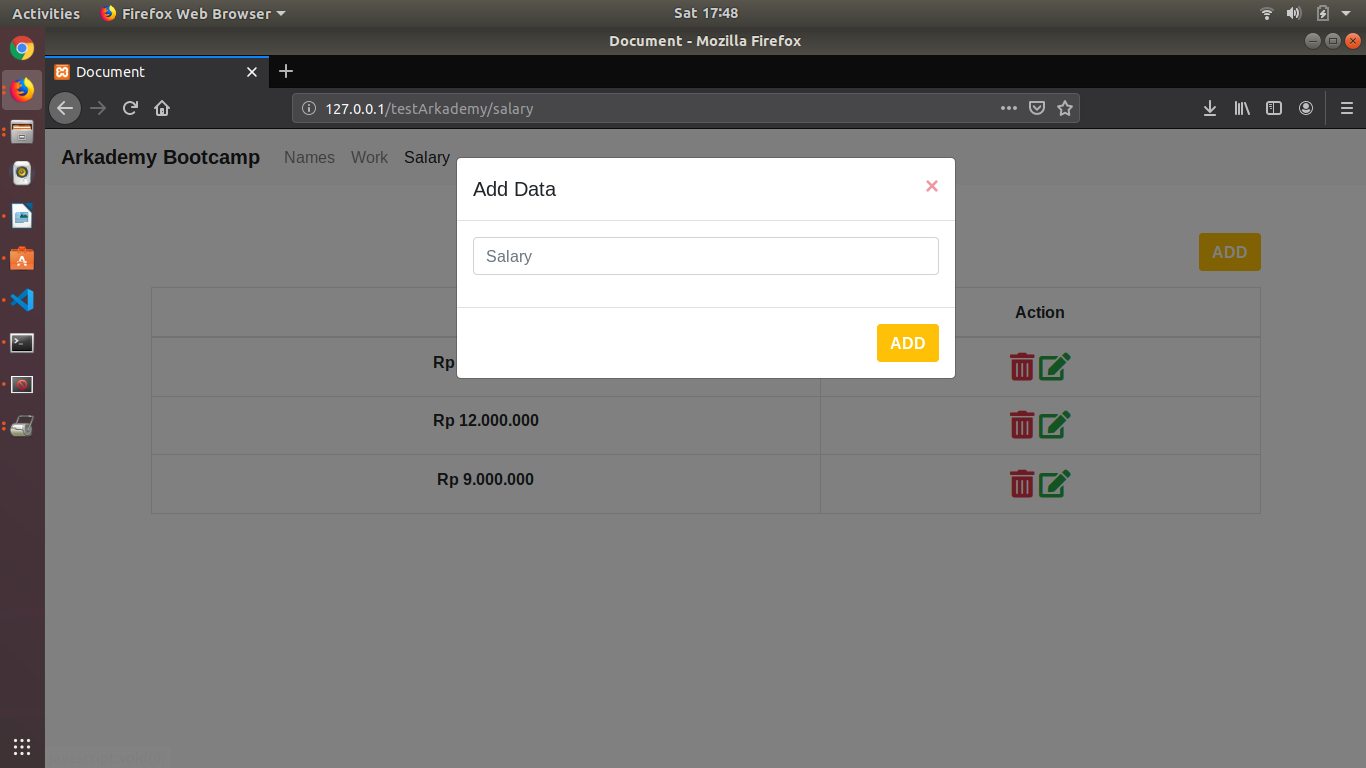 Activities Firefox Web Browser Sat 17:48
Document - Mozilla Firefox
Document
127.0.0.1/testArkademy/salary
Arkademy Bootcamp Names Work Salary
Add Data ×
Salary
ADD
ADD
Action
Rp
Rp 12.000.000
Rp 9.000.000